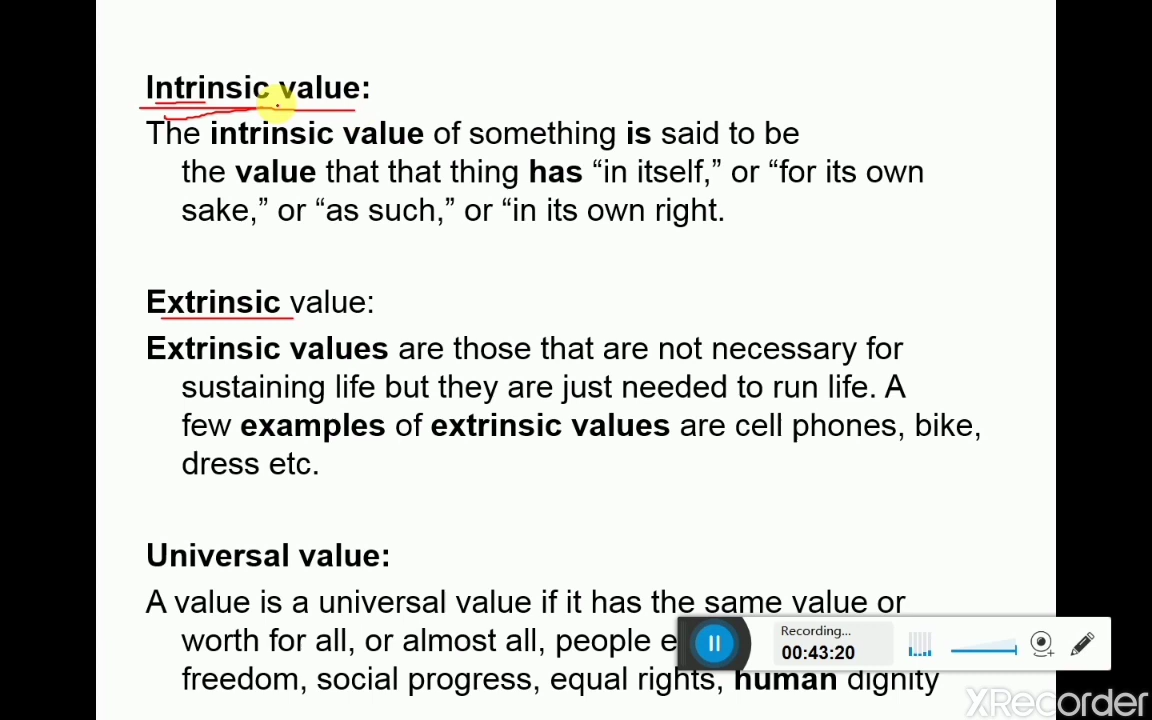 Intrinsic value:
The intrinsic value of something is said to be
the value that that thing has “in itself,” or “for its own
sake,” or “as such,” or “in its own right.
Extrinsic value:
Extrinsic values are those that are not necessary for
sustaining life but they are just needed to run life. A
few examples of extrinsic values are cell phones, bike,
dress etc.
Universal value:
A value is a universal value if it has the same value or
worth for all, or almost all, people
freedom, social progress, equal rights, human dignity
Recording...
00:43:20
XRecorder